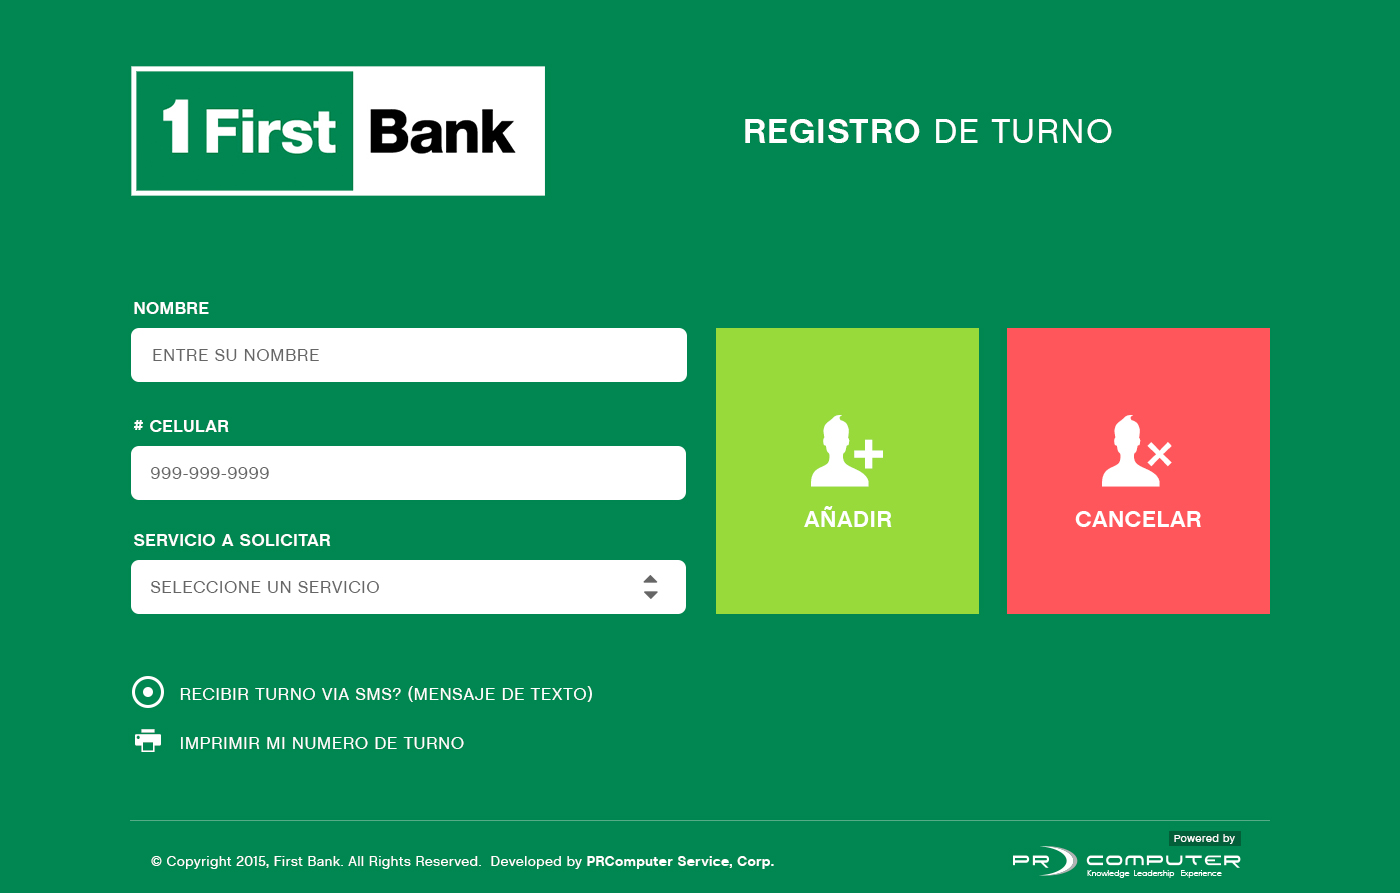 1 First Bank
REGISTRO DE TURNO
NOMBRE
ENTRE SU NOMBRE
# CELULAR
999-999-9999
SERVICIO A SOLICITAR
SELECCIONE UN SERVICIO
AÑADIR
CANCELAR
RECIBIR TURNO VIA SMS? (MENSAJE DE TEXTO)
IMPRIMIR MI NUMERO DE TURNO
© Copyright 2015, First Bank. All Rights Reserved. Developed by PRComputer Service, Corp.
Powered by
PR COMPUTER
Knowledge Leadership Experience